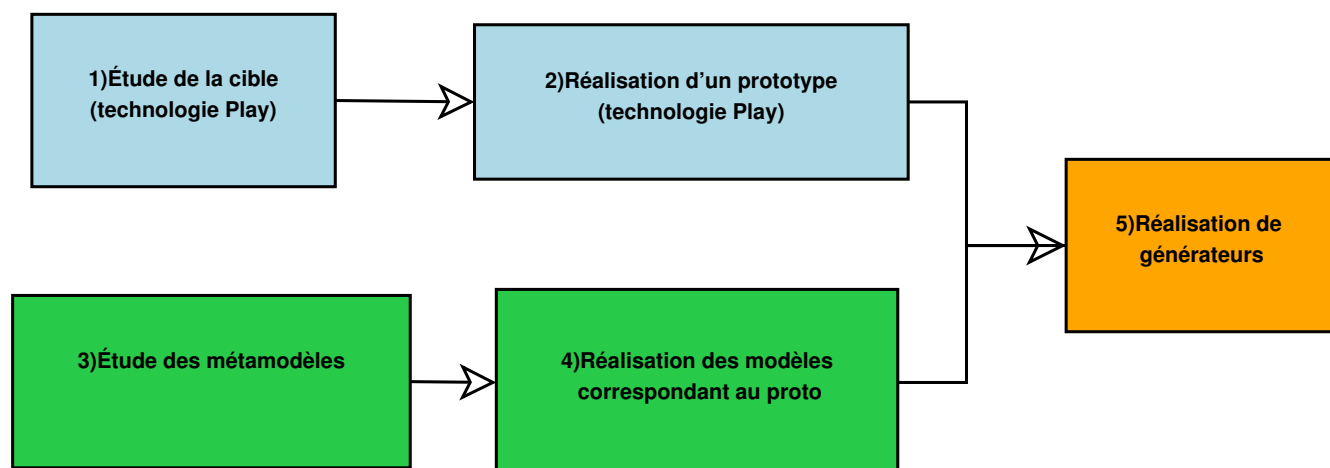 1)Étude de la cible
(technologie Play)
2)Réalisation d’un prototype
(technologie Play)
3)Étude des métamodèles
4)Réalisation des modèles
correspondant au proto
5)Réalisation de
générateurs